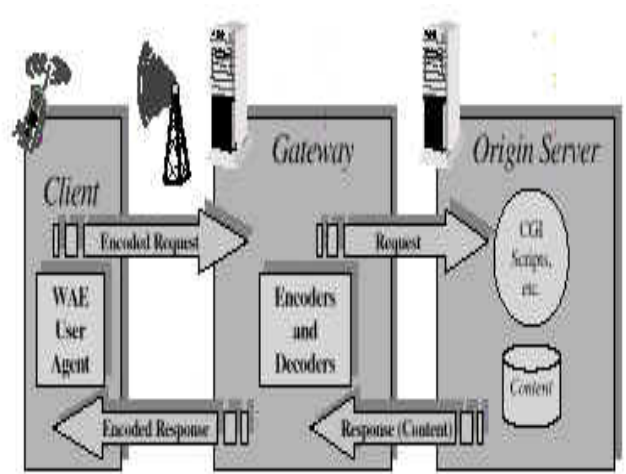 Client
Gateway
Origin Server
Encoded Request
Request
CGI
Scripts,
etc.
WAE
User
Agent
Encoders
and
Decoders
Content
Encoded Response
Response (Content)